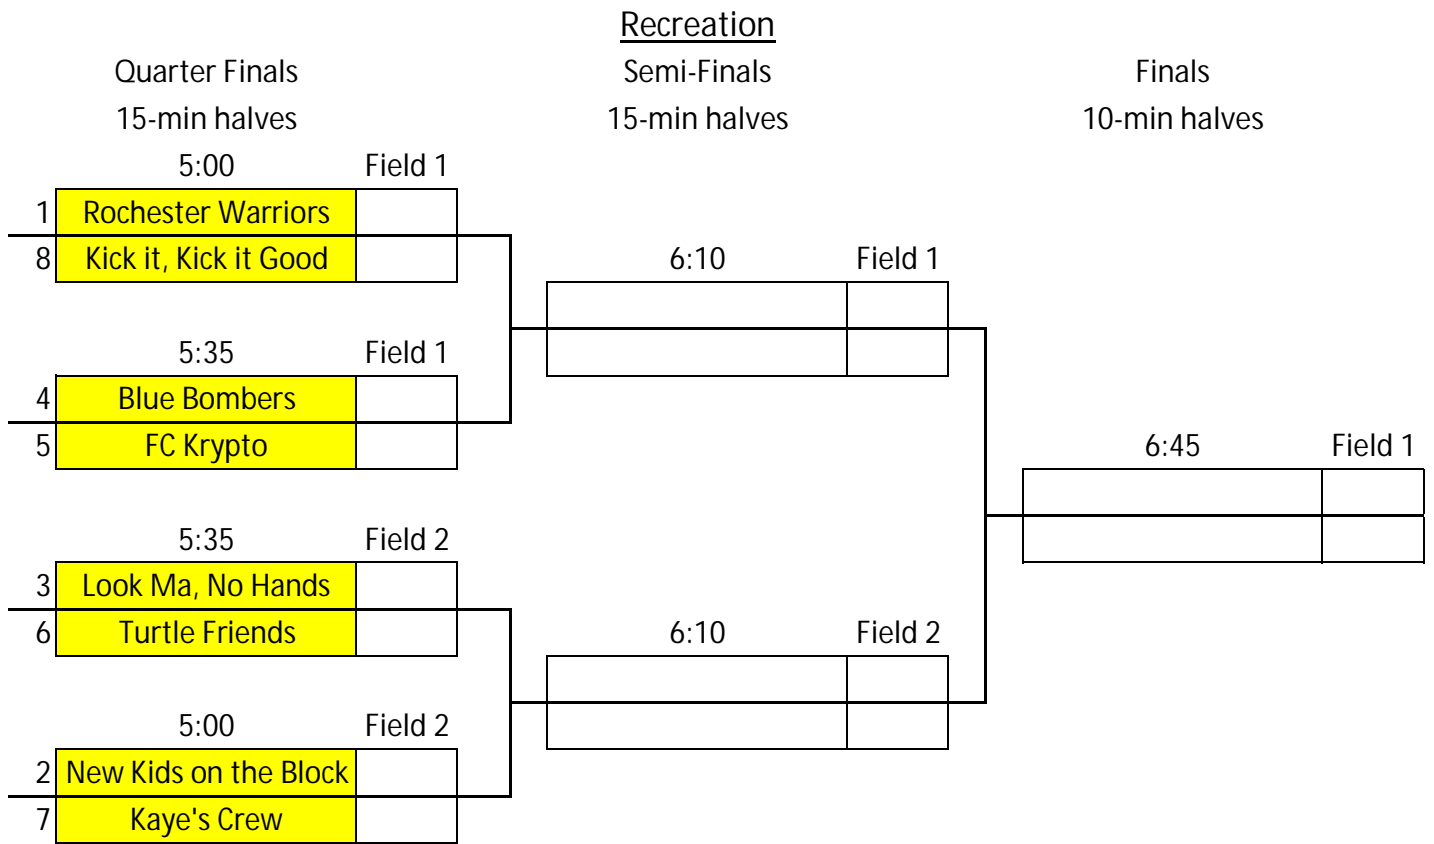 Recreation
Quarter Finals Semi-Finals Finals
15-min halves 15-min halves 10-min halves
5:00 Field 1
1 Rochester Warriors
8 Kick it, Kick it Good 6:10 Field 1
5:35 Field 1
4 Blue Bombers
5 FC Krypto 6:45 Field 1
5:35 Field 2
3 Look Ma, No Hands
6 Turtle Friends 6:10 Field 2
5:00 Field 2
2 New Kids on the Block
7 Kaye's Crew